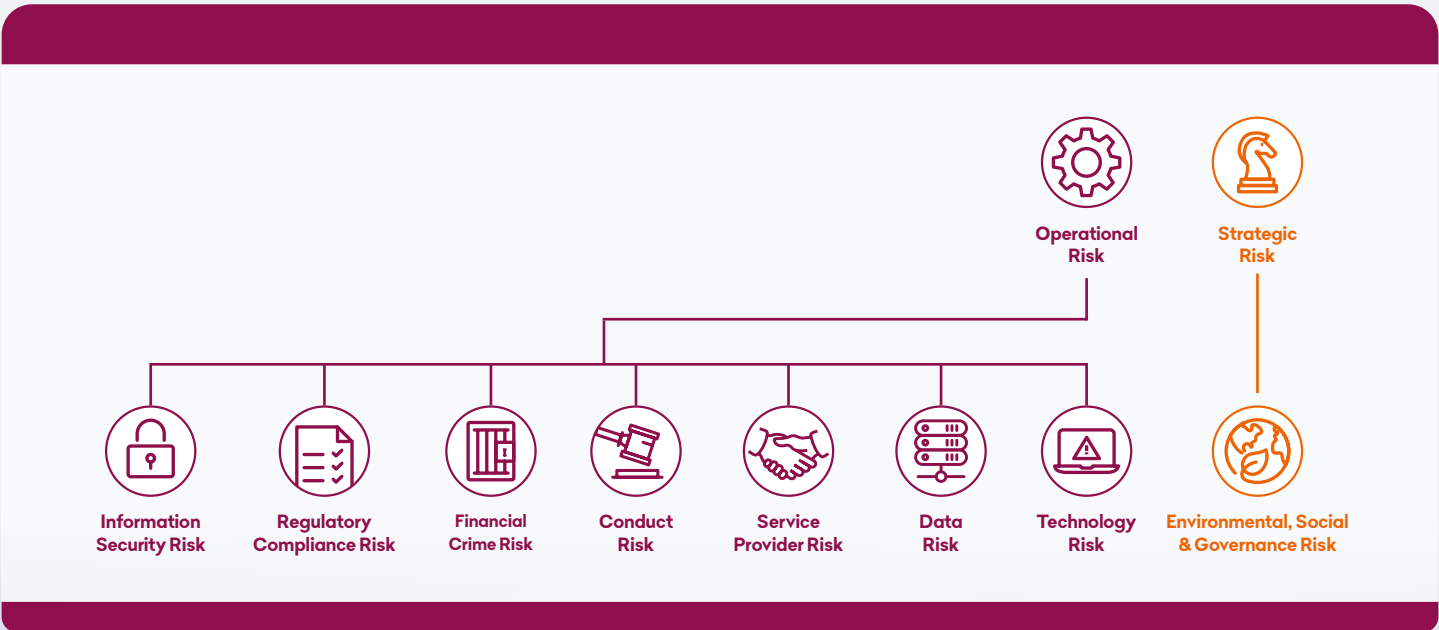 Operational
Risk
Strategic
Risk
Information
Security Risk
Regulatory
Compliance Risk
Financial
Crime Risk
Conduct
Risk
Service
Provider Risk
Data
Risk
Technology
Risk
Environmental, Social
& Governance Risk